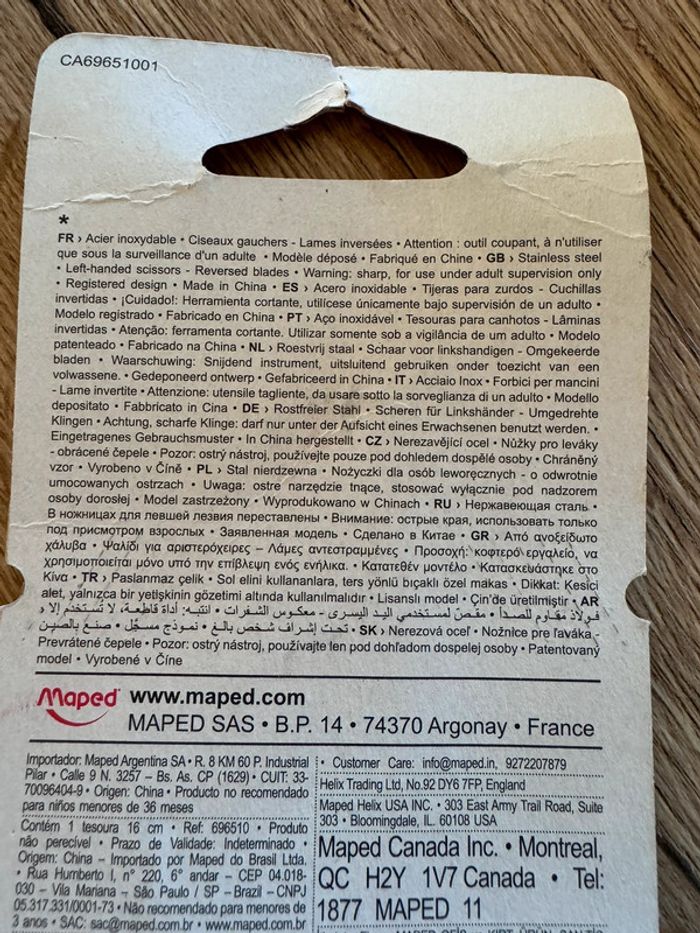 CA69651001
*
FR › Acier inoxydable • Ciseaux gauchers - Lames inversées • Attention : outil coupant, à n'utiliser
que sous la surveillance d'un adulte • Modèle déposé • Fabriqué en Chine • GB › Stainless steel
• Left-handed scissors - Reversed blades • Warning: sharp, for use under adult supervision only
• Registered design • Made in China • ES › Acero inoxidable • Tijeras para zurdos - Cuchillas
invertidas • ¡Cuidado!: Herramienta cortante, utilícese únicamente bajo supervisión de un adulto •
Modelo registrado • Fabricado en China • PT › Aço inoxidável • Tesouras para canhotos - Lâminas
invertidas • Atenção: ferramenta cortante. Utilizar somente sob a vigilância de um adulto • Modelo
patenteado • Fabricado na China • NL › Roestvrij staal • Schaar voor linkshandigen - Omgekeerde
bladen • Waarschuwing: Snijdend instrument, uitsluitend gebruiken onder toezicht van een
volwassene. • Gedeponeerd ontwerp • Gefabriceerd in China • IT › Acciaio Inox • Forbici per mancini
- Lame invertite • Attenzione: utensile tagliente, da usare sotto la sorveglianza di un adulto • Modello
depositato • Fabbricato in Cina • DE › Rostfreier Stahl • Scheren für Linkshänder - Umgedrehte
Klingen • Achtung, scharfe Klinge: darf nur unter der Aufsicht eines Erwachsenen benutzt werden. •
Eingetragenes Gebrauchsmuster • In China hergestellt • CZ › Nerezavějící ocel • Nůžky pro leváky
- obrácené čepele • Pozor: ostrý nástroj, používejte pouze pod dohledem dospělé osoby • Chráněný
vzor • Vyrobeno v Číně • PL › Stal nierdzewna • Nożyczki dla osób leworęcznych - o odwrotnie
umocowanych ostrzach • Uwaga: ostre narzędzie tnące, stosować wyłącznie pod nadzorem
osoby dorosłej • Model zastrzeżony • Wyprodukowano w Chinach • RU › Нержавеющая сталь •
В ножницах для левшей лезвия переставлены • Внимание: острые края, использовать только
под присмотром взрослых • Заявленная модель • Сделано в Китае • GR › Από ανοξείδωτο
χάλυβα • Ψαλίδι για αριστερόχειρες – Λάμες αντεστραμμένες • Προσοχή: κοφτερό εργαλείο, να
χρησιμοποιείται μόνο υπό την επίβλεψη ενός ενήλικα. • Κατατεθέν μοντέλο • Κατασκευάστηκε στο
Κίνα • TR › Paslanmaz çelik • Sol elini kullananlara, ters yönlü bıçaklı özel makas • Dikkat: Kesici
alet, yalnızca bir yetişkinin gözetimi altında kullanılmalıdır • Lisanslı model • Çin'de üretilmiştir • AR
› فولاذ مقاوم للصدأ • مقصّ لمستخدمي اليد اليسرى - معكوس الشفرات • انتبه: أداة قاطعة، لا تستخدم إلا
تحت إشراف شخص بالغ • نموذج مسجّل • صنع بالصين • SK › Nerezová oceľ • Nožnice pre ľaváka -
Prevrátené čepele • Pozor: ostrý nástroj, používajte len pod dohľadom dospelej osoby • Patentovaný
model • Vyrobené v Číne
Maped www.maped.com
MAPED SAS • B.P. 14 • 74370 Argonay • France
Importador: Maped Argentina SA • R. 8 KM 60 P. Industrial
Pilar • Calle 9 N. 3257 – Bs. As. CP (1629) • CUIT: 33-
70096404-9 • Origen: China • Producto no recomendado
para niños menores de 36 meses
Contém 1 tesoura 16 cm • Ref: 696510 • Produto
não perecível • Prazo de Validade: Indeterminado •
Origem: China – Importado por Maped do Brasil Ltda.
• Rua Humberto I, n° 220, 6° andar – CEP 04.018-
030 – Vila Mariana – São Paulo / SP – Brazil – CNPJ
05.317.331/0001-73 • Não recomendado para menores de
3 anos • SAC: sac@maped.com.br • www.maped.com.br
• Customer Care: info@maped.in, 9272207879
Helix Trading Ltd, No.92 DY6 7FP, England
Maped Helix USA INC. • 303 East Army Trail Road, Suite
303 • Bloomingdale, IL. 60108 USA
Maped Canada Inc. • Montreal,
QC H2Y 1V7 Canada • Tel:
1877 MAPED 11